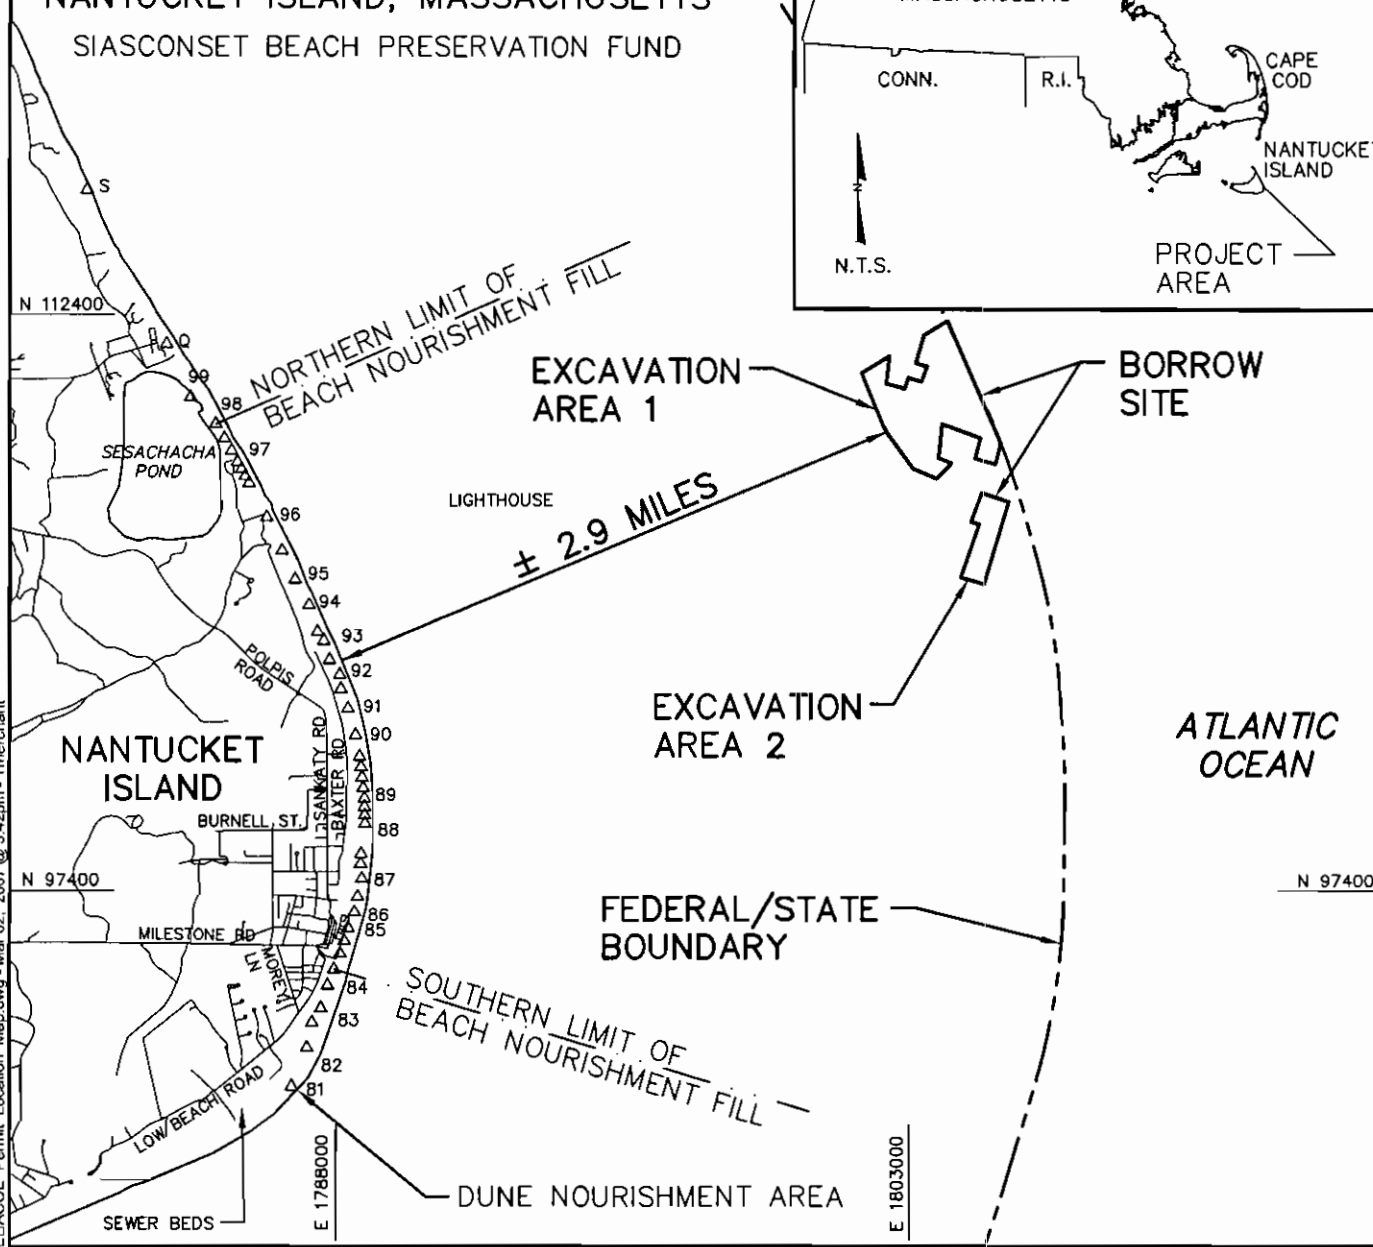 NANTUCKET ISLAND, MASSACHUSETTS
SIASCONSET BEACH PRESERVATION FUND
CONN.
R.I.
CAPE
COD
NANTUCKET
ISLAND
N
N.T.S.
PROJECT
AREA
S
N 112400
Q
99
98
97
NORTHERN LIMIT OF
BEACH NOURISHMENT FILL
SESACHACHA
POND
EXCAVATION
AREA 1
BORROW
SITE
LIGHTHOUSE
± 2.9 MILES
96
95
94
93
92
91
90
POLPIS
ROAD
EXCAVATION
AREA 2
ATLANTIC
OCEAN
NANTUCKET
ISLAND
SANKATY RD
BAXTER RD
BURNELL ST.
89
88
87
86
85
N 97400
N 97400
FEDERAL/STATE
BOUNDARY
MILESTONE RD
MOREY
LN
84
83
82
81
SOUTHERN LIMIT OF
BEACH NOURISHMENT FILL
LOW BEACH ROAD
SEWER BEDS
E 1788000
DUNE NOURISHMENT AREA
E 1803000